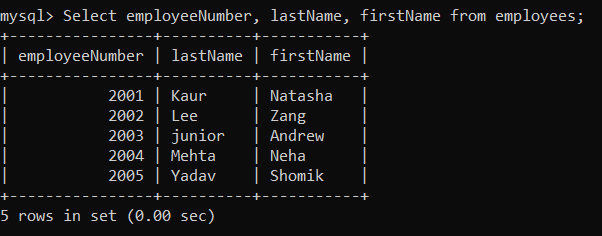 mysql> Select employeeNumber, lastName, firstName from employees;
+----------------+----------+-----------+
| employeeNumber | lastName | firstName |
+----------------+----------+-----------+
|           2001 | Kaur     | Natasha   |
|           2002 | Lee      | Zang      |
|           2003 | junior   | Andrew    |
|           2004 | Mehta    | Neha      |
|           2005 | Yadav    | Shomik    |
+----------------+----------+-----------+
5 rows in set (0.00 sec)